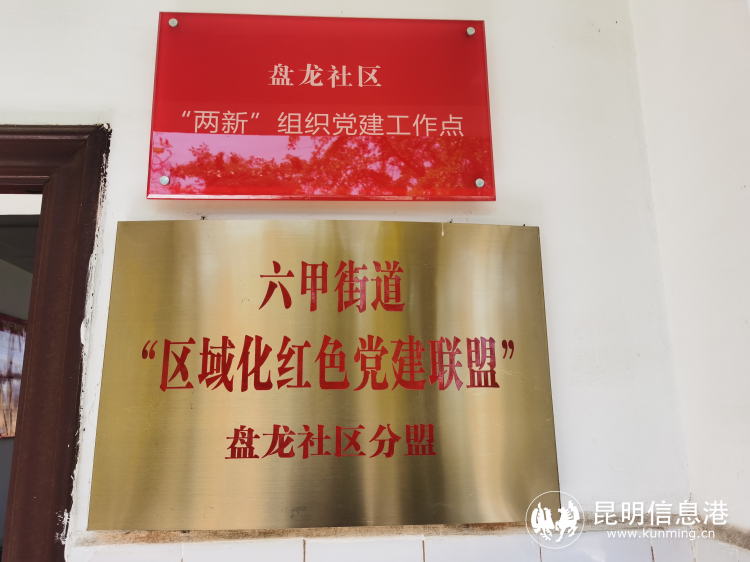 盘龙社区
“两新”组织党建工作点
六甲街道
“区域化红色党建联盟”
盘龙社区分盟
昆明信息港
www.kunming.cn